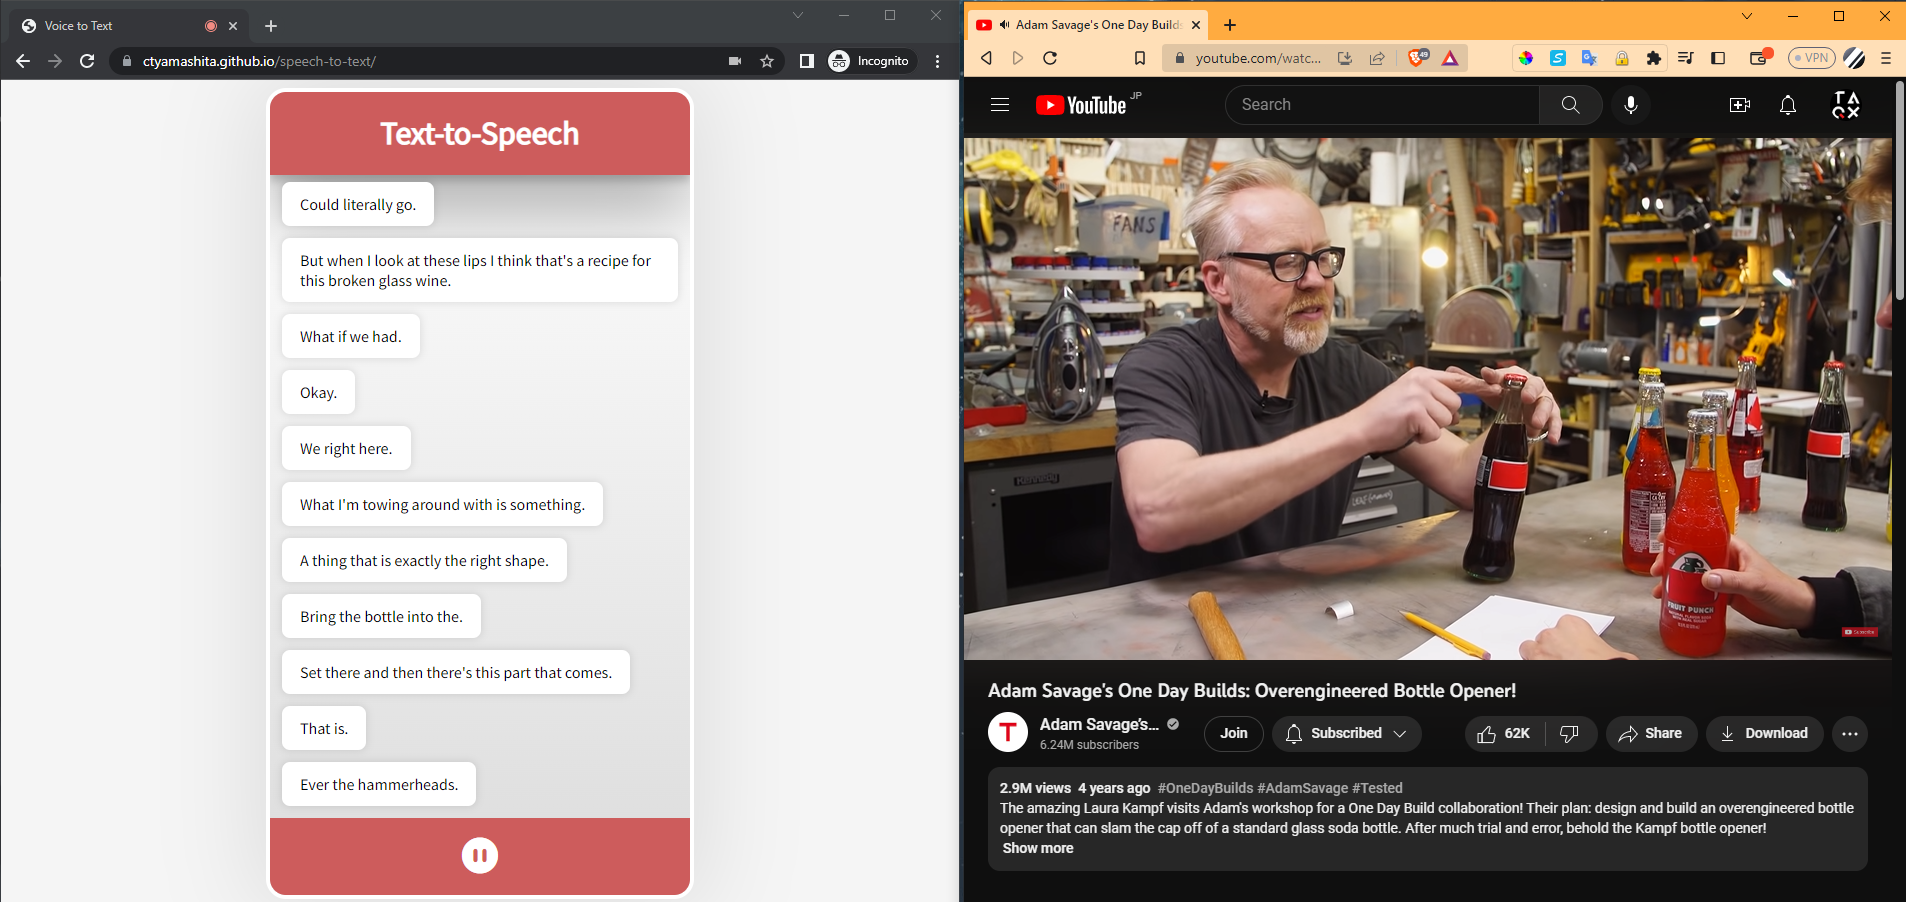 Voice to Text
ctyamashita.github.io/speech-to-text/
Incognito
Text-to-Speech
Could literally go.
But when I look at these lips I think that's a recipe for
this broken glass wine.
What if we had.
Okay.
We right here.
What I'm towing around with is something.
A thing that is exactly the right shape.
Bring the bottle into the.
Set there and then there's this part that comes.
That is.
Ever the hammerheads.
Adam Savage's One Day Builds
youtube.com/watc...
49
VPN
YouTube JP
Search
FANS
Kennedy
FRUIT PUNCH
Subscribe
Adam Savage's One Day Builds: Overengineered Bottle Opener!
T
Adam Savage's...
6.24M subscribers
Join
Subscribed
62K
Share
Download
2.9M views 4 years ago #OneDayBuilds #AdamSavage #Tested
The amazing Laura Kampf visits Adam's workshop for a One Day Build collaboration! Their plan: design and build an overengineered bottle
opener that can slam the cap off of a standard glass soda bottle. After much trial and error, behold the Kampf bottle opener!
Show more